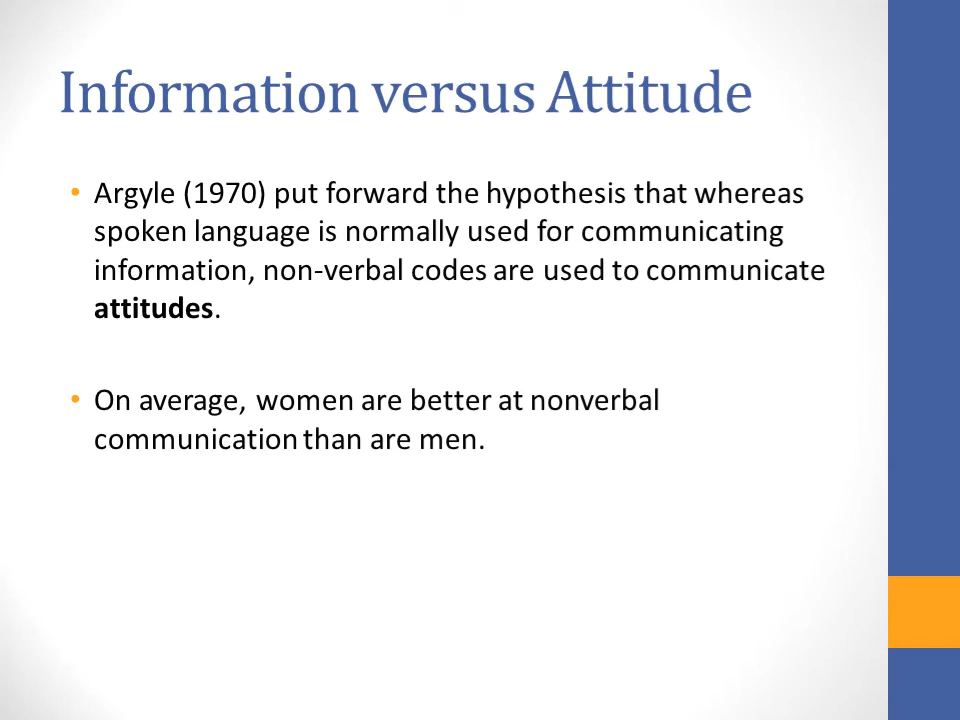 Information versus Attitude
• Argyle (1970) put forward the hypothesis that whereas
spoken language is normally used for communicating
information, non-verbal codes are used to communicate
attitudes.
• On average, women are better at nonverbal
communication than are men.